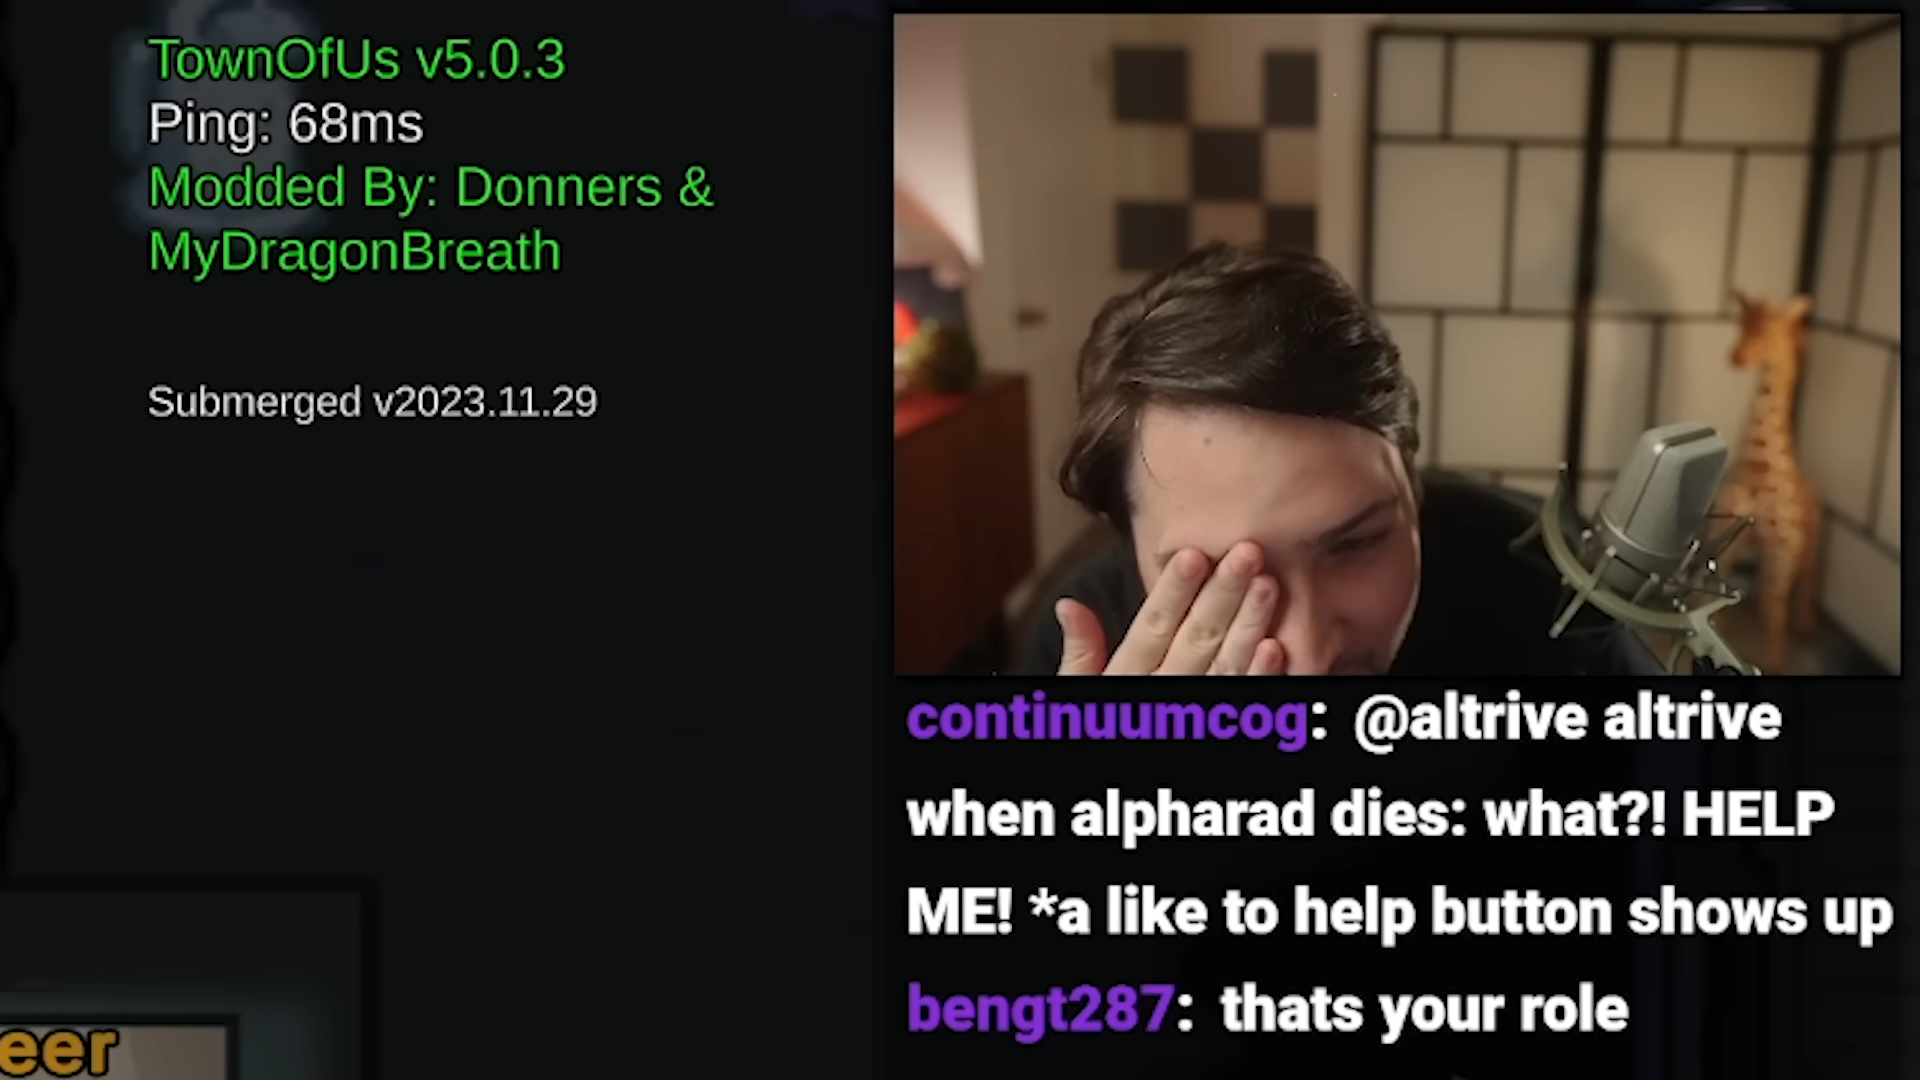 TownOfUs v5.0.3
Ping: 68ms
Modded By: Donners &
MyDragonBreath
Submerged v2023.11.29
continuumcog: @altrive altrive
when alpharad dies: what?! HELP
ME! *a like to help button shows up
bengt287: thats your role
eer